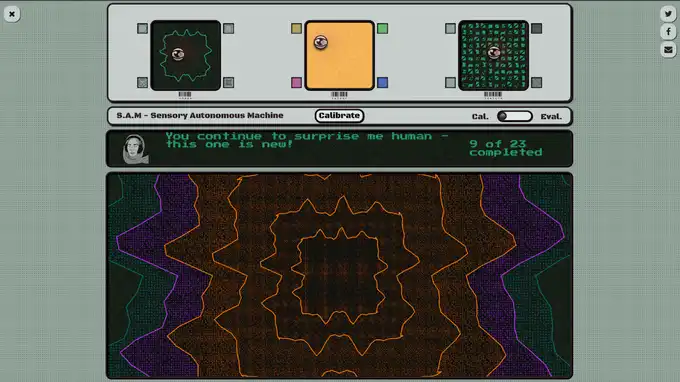 S.A.M - Sensory Autonomous Machine
Calibrate
Cal.
Eval.
You continue to surprise me human -
this one is new!
9 of 23
completed